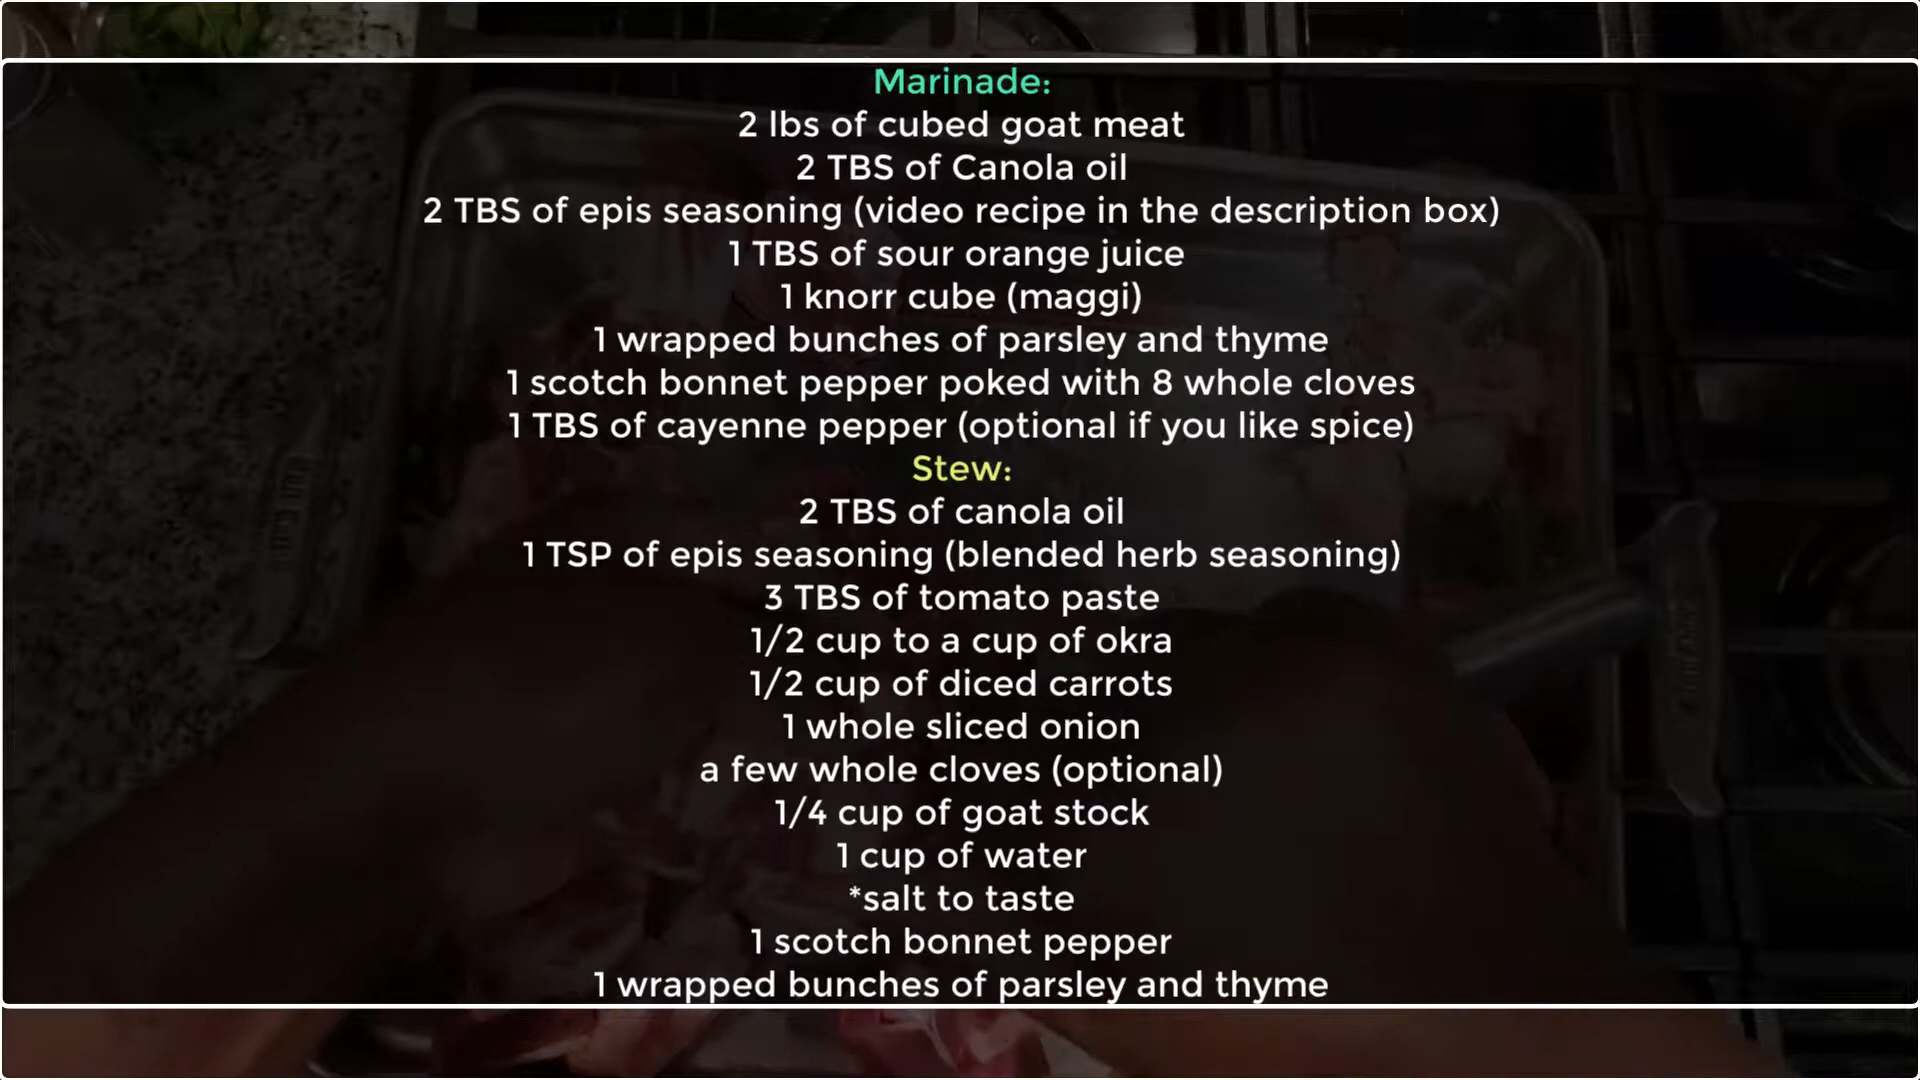 Marinade:
2 lbs of cubed goat meat
2 TBS of Canola oil
2 TBS of epis seasoning (video recipe in the description box)
1 TBS of sour orange juice
1 knorr cube (maggi)
1 wrapped bunches of parsley and thyme
1 scotch bonnet pepper poked with 8 whole cloves
1 TBS of cayenne pepper (optional if you like spice)
Stew:
2 TBS of canola oil
1 TSP of epis seasoning (blended herb seasoning)
3 TBS of tomato paste
1/2 cup to a cup of okra
1/2 cup of diced carrots
1 whole sliced onion
a few whole cloves (optional)
1/4 cup of goat stock
1 cup of water
*salt to taste
1 scotch bonnet pepper
1 wrapped bunches of parsley and thyme